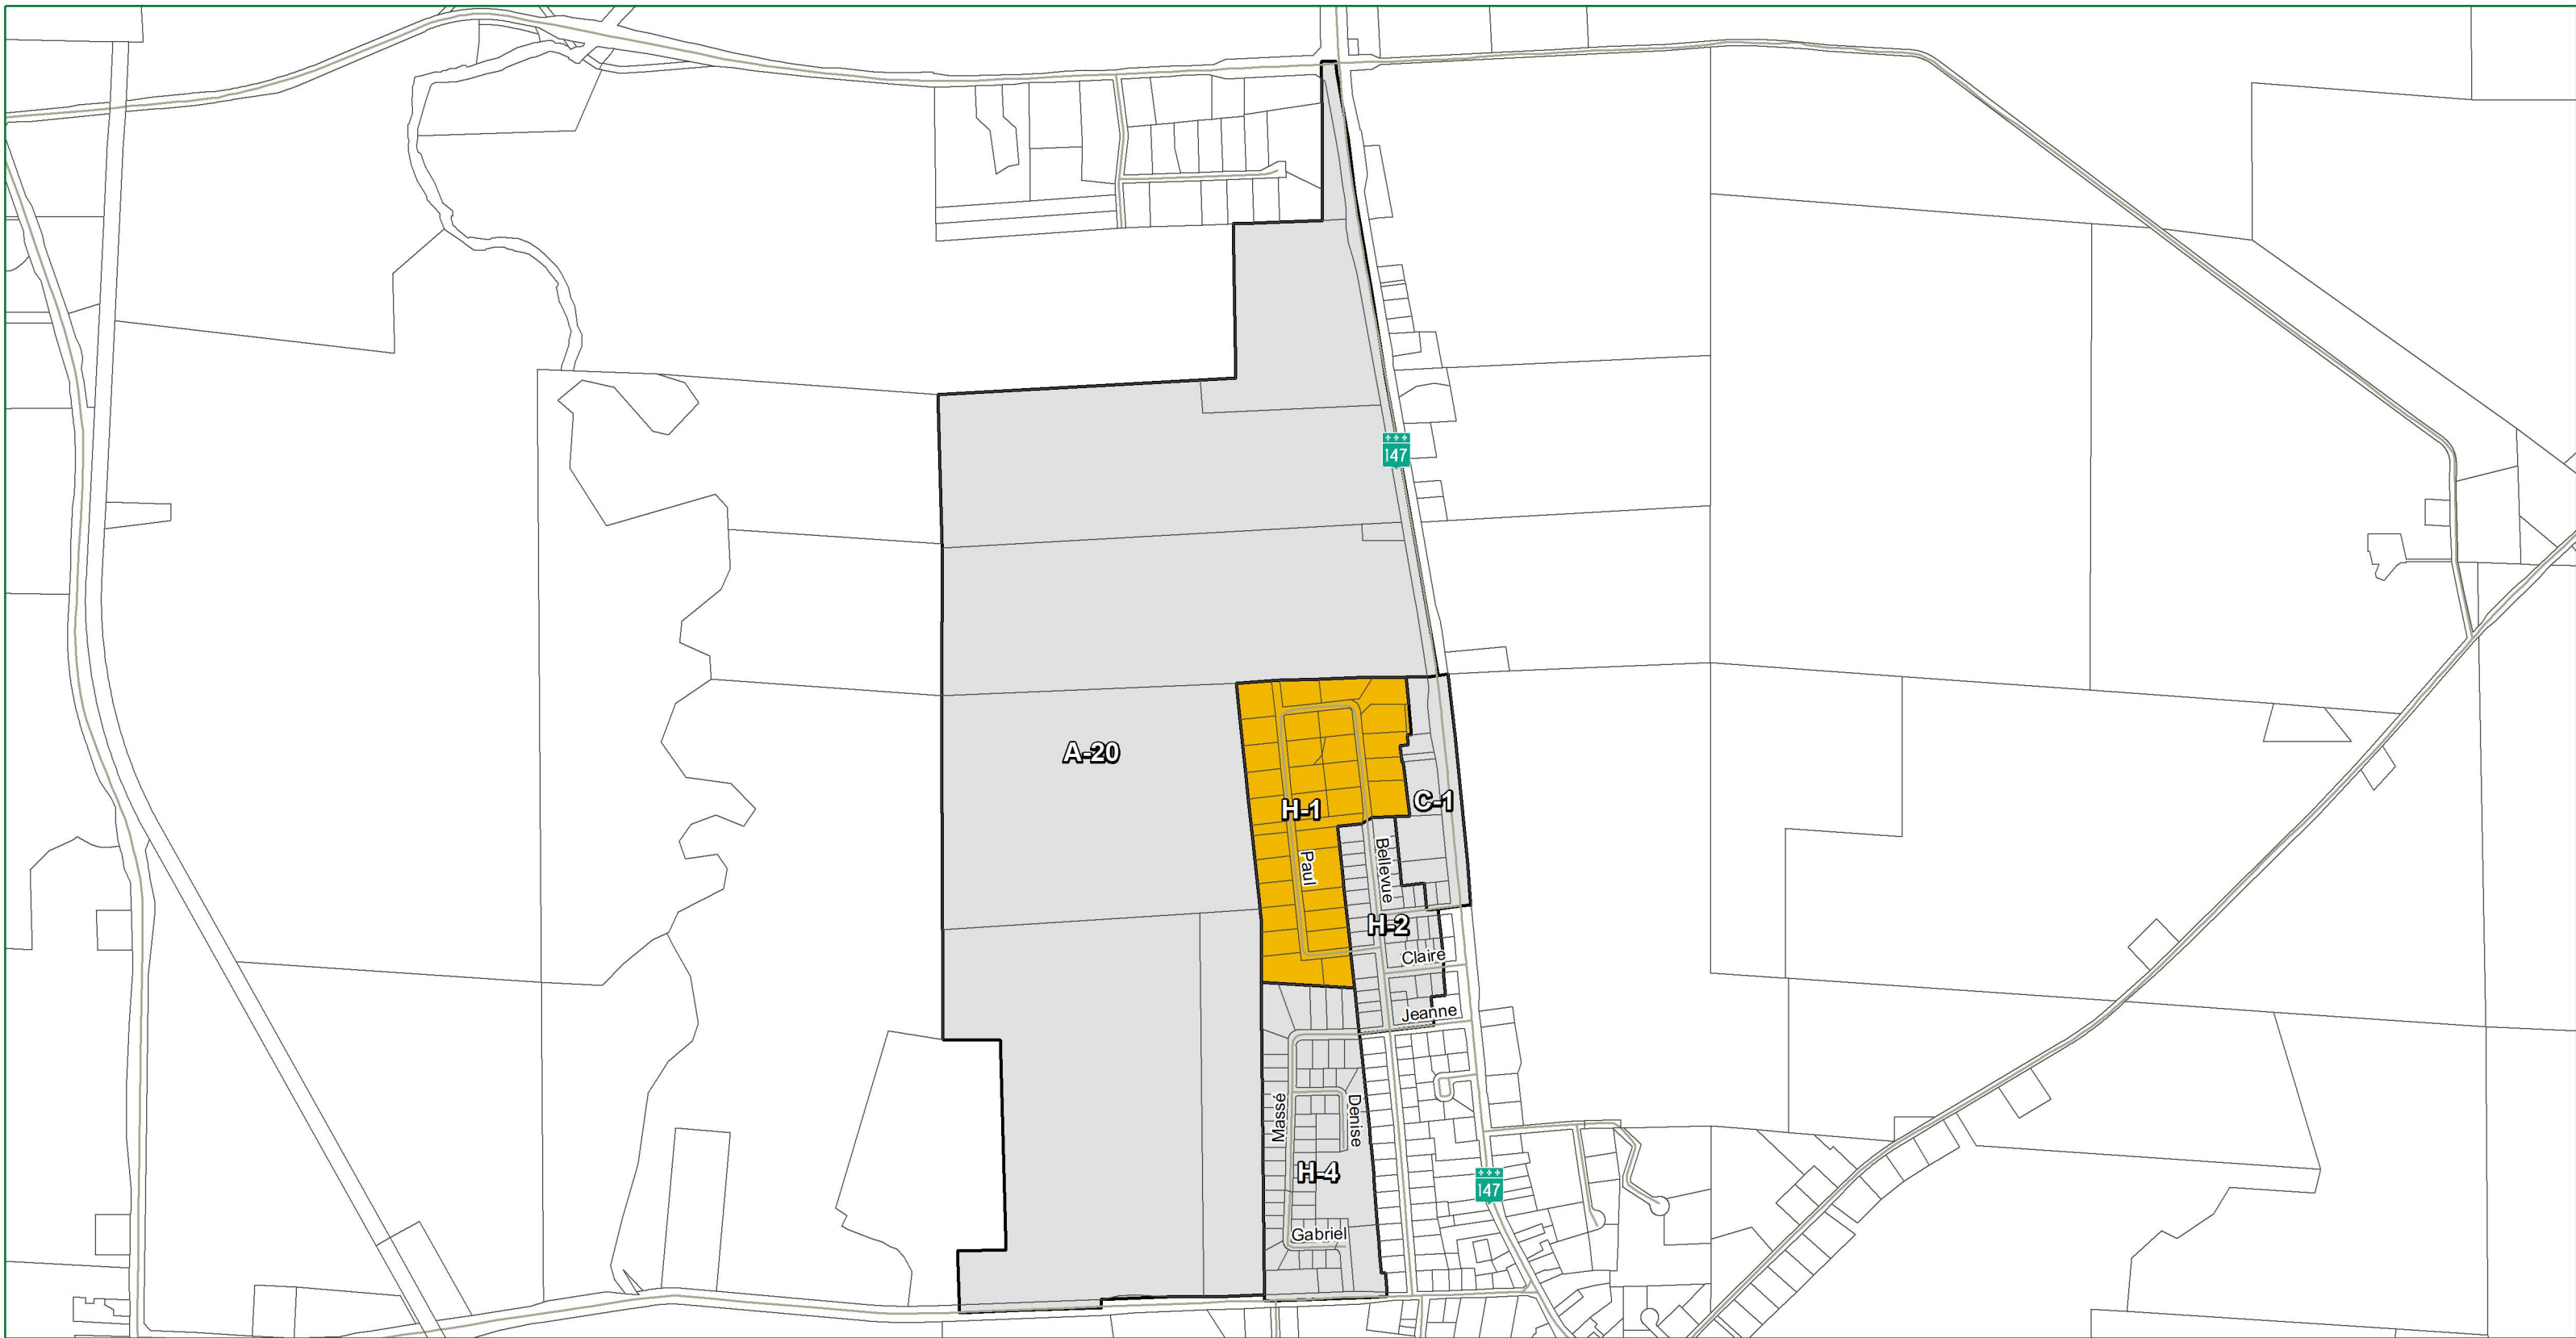 147
A-20
H-1
C-1
Paul
Bellevue
H-2
Claire
Jeanne
Massé
Denise
H-4
147
Gabriel